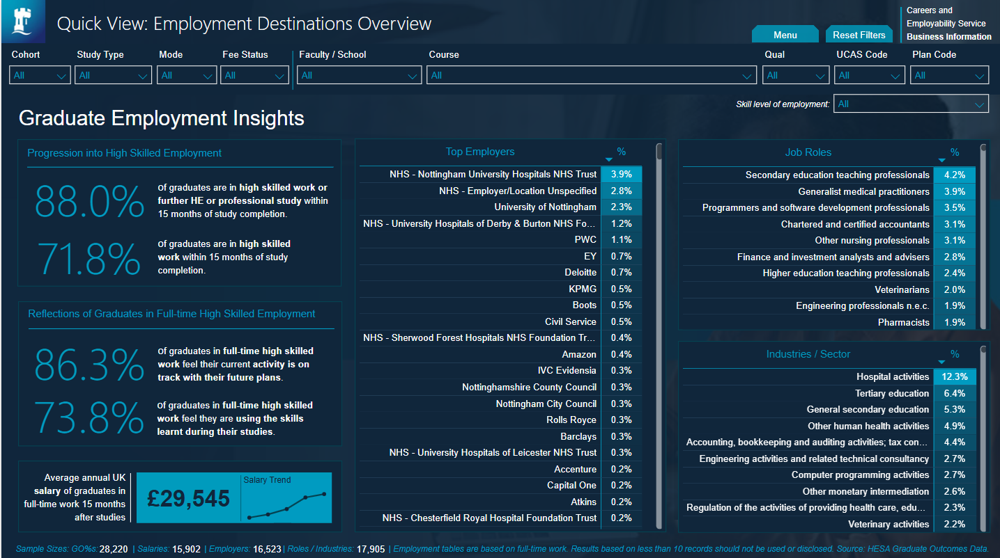 Quick View: Employment Destinations Overview
Menu
Reset Filters
Careers and
Employability Service
Business Information
Cohort
Study Type
Mode
Fee Status
Faculty / School
Course
Qual
UCAS Code
Plan Code
All
All
All
All
All
All
All
All
All
Skill level of employment:
All
Graduate Employment Insights
Progression into High Skilled Employment
88.0%
Of graduates are in high skilled work or
further HE or professional study within
15 months of study completion.
71.8%
Of graduates are in high skilled
work within 15 months of study
completion.
Reflections of Graduates in Full-time High Skilled Employment
86.3%
Of graduates in full-time high skilled
work feel their current activity is on
track with their future plans.
73.8%
Of graduates in full-time high skilled
work feel they are using the skills
learnt during their studies.
Average annual UK
salary of graduates in
full-time work 15 months
after studies
£29,545
Salary Trend
Top Employers %
NHS - Nottingham University Hospitals NHS Trust 3.9%
NHS - Employer/Location Unspecified 2.8%
University of Nottingham 2.3%
NHS - University Hospitals of Derby & Burton NHS Fo... 1.2%
PWC 1.1%
EY 0.7%
Deloitte 0.7%
KPMG 0.5%
Boots 0.5%
Civil Service 0.5%
NHS - Sherwood Forest Hospitals NHS Foundation Tr... 0.4%
Amazon 0.4%
IVC Evidensia 0.3%
Nottinghamshire County Council 0.3%
Nottingham City Council 0.3%
Rolls Royce 0.3%
Barclays 0.3%
NHS - University Hospitals of Leicester NHS Trust 0.3%
Accenture 0.2%
Capital One 0.2%
Atkins 0.2%
NHS - Chesterfield Royal Hospital Foundation Trust 0.2%
Job Roles %
Secondary education teaching professionals 4.2%
Generalist medical practitioners 3.9%
Programmers and software development professionals 3.5%
Chartered and certified accountants 3.1%
Other nursing professionals 3.1%
Finance and investment analysts and advisers 2.8%
Higher education teaching professionals 2.4%
Veterinarians 2.0%
Engineering professionals n.e.c. 1.9%
Pharmacists 1.9%
Industries / Sector %
Hospital activities 12.3%
Tertiary education 6.4%
General secondary education 5.3%
Other human health activities 4.9%
Accounting, bookkeeping and auditing activities; tax con... 4.4%
Engineering activities and related technical consultancy 2.7%
Computer programming activities 2.7%
Other monetary intermediation 2.6%
Regulation of the activities of providing health care, edu... 2.3%
Veterinary activities 2.2%
Sample Sizes: GO%s: 28,220 | Salaries: 15,902 | Employers: 16,523 | Roles / Industries: 17,905 | Employment tables are based on full-time work. Results based on less than 10 records should not be used or disclosed. Source: HESA Graduate Outcomes Data.